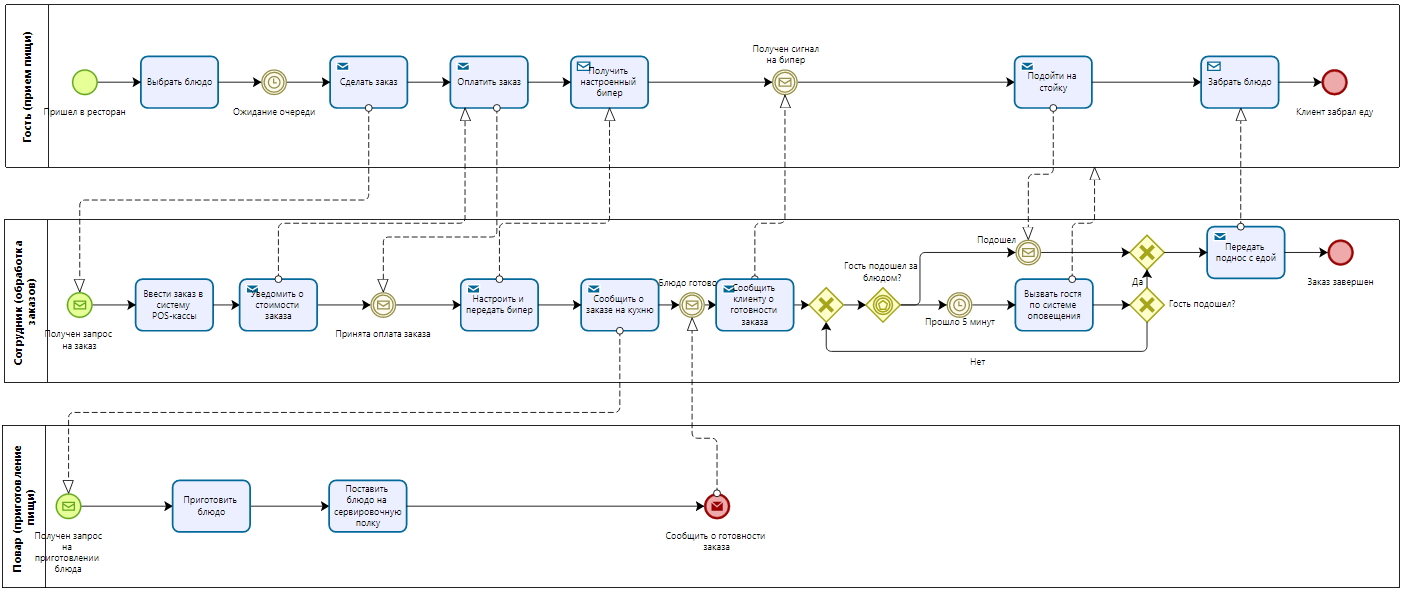 Гость (прием пищи)
Получен сигнал
на бипер
Выбрать блюдо
Сделать заказ
Оплатить заказ
Получить
настроенный
бипер
Подойти на
стойку
Забрать блюдо
Пришел в ресторан
Ожидание очереди
Клиент забрал еду
Сотрудник (обработка
заказов)
Подошел
Передать
поднос с едой
Гость подошел за
блюдом?
Заказ завершен
Да
Блюдо готово
Ввести заказ в
систему
POS-кассы
Уведомить о
стоимости
заказа
Настроить и
передать бипер
Сообщить о
заказе на кухню
Сообщить
клиенту о
готовности
заказа
Вызвать гостя
по системе
оповещения
Гость подошел?
Прошло 5 минут
Получен запрос
на заказ
Принята оплата заказа
Нет
Повар (приготовление
пищи)
Приготовить
блюдо
Поставить
блюдо на
сервировочную
полку
Получен запрос
на
приготовлении
блюда
Сообщить о готовности
заказа